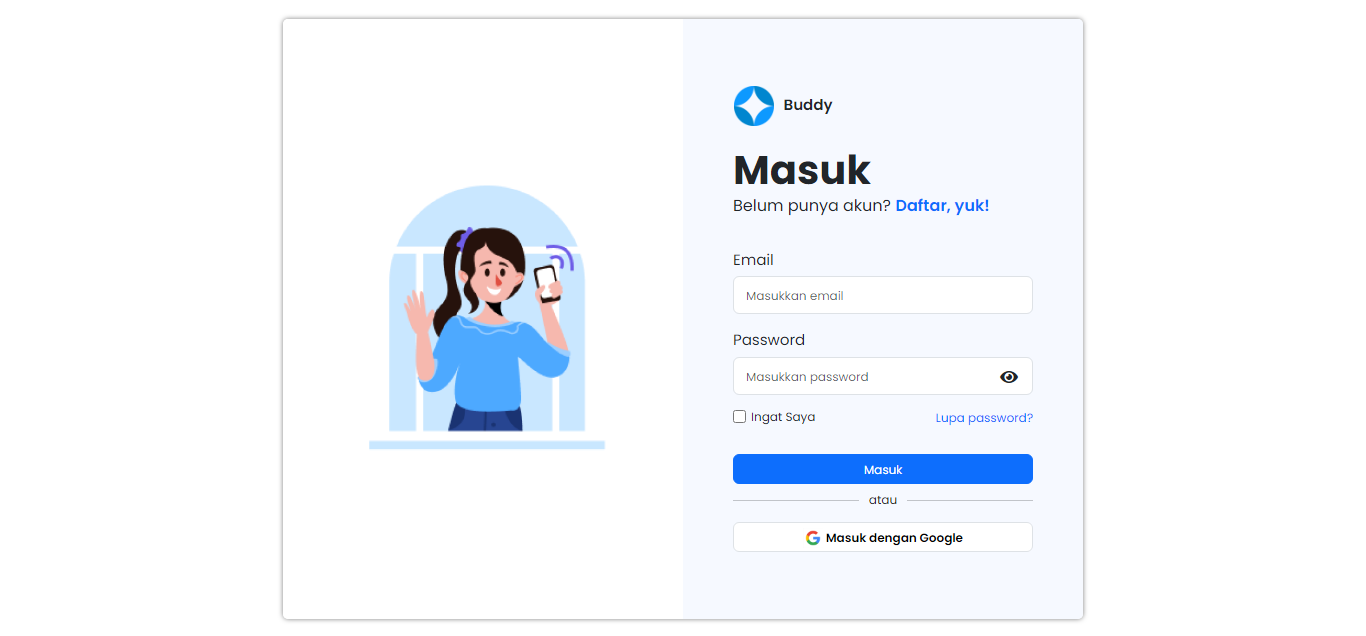 Buddy
Masuk
Belum punya akun? Daftar, yuk!
Email
Masukkan email
Password
Masukkan password
Ingat Saya
Lupa password?
Masuk
atau
Masuk dengan Google